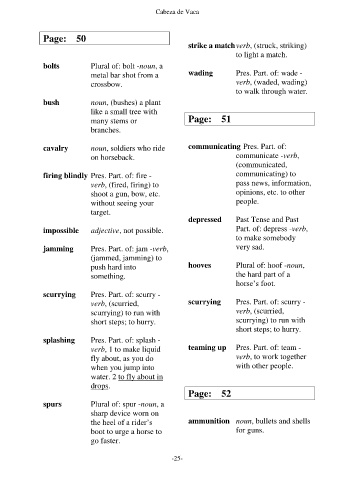 Cabeza de Vaca
Page: 50
bolts Plural of: bolt -noun, a
metal bar shot from a
crossbow.
bush noun, (bushes) a plant
like a small tree with
many stems or
branches.
cavalry noun, soldiers who ride
on horseback.
firing blindly Pres. Part. of: fire -
verb, (fired, firing) to
shoot a gun, bow, etc.
without seeing your
target.
impossible adjective, not possible.
jamming Pres. Part. of: jam -verb,
(jammed, jamming) to
push hard into
something.
scurrying Pres. Part. of: scurry -
verb, (scurried,
scurrying) to run with
short steps; to hurry.
splashing Pres. Part. of: splash -
verb, 1 to make liquid
fly about, as you do
when you jump into
water. 2 to fly about in
drops.
spurs Plural of: spur -noun, a
sharp device worn on
the heel of a rider's
boot to urge a horse to
go faster.
strike a match verb, (struck, striking)
to light a match.
wading Pres. Part. of: wade -
verb, (waded, wading)
to walk through water.
Page: 51
communicating Pres. Part. of:
communicate -verb,
(communicated,
communicating) to
pass news, information,
opinions, etc. to other
people.
depressed Past Tense and Past
Part. of: depress -verb,
to make somebody
very sad.
hooves Plural of: hoof -noun,
the hard part of a
horse's foot.
scurrying Pres. Part. of: scurry -
verb, (scurried,
scurrying) to run with
short steps; to hurry.
teaming up Pres. Part. of: team -
verb, to work together
with other people.
Page: 52
ammunition noun, bullets and shells
for guns.
-25-